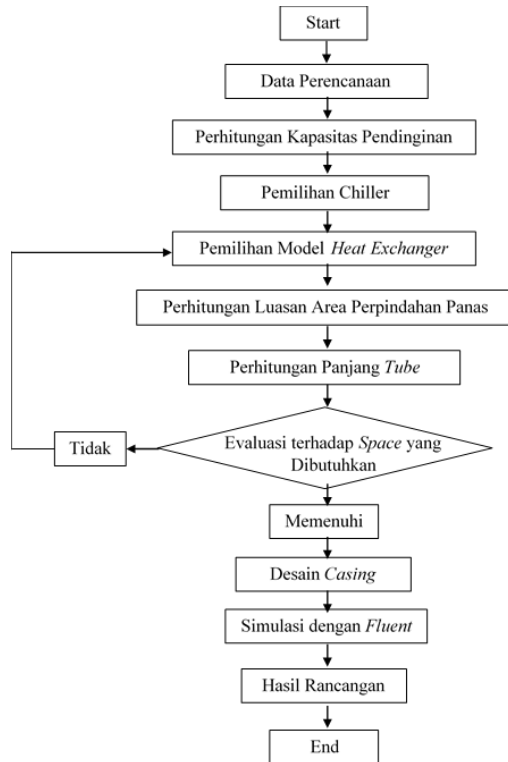 Start
Data Perencanaan
Perhitungan Kapasitas Pendinginan
Pemilihan Chiller
Pemilihan Model Heat Exchanger
Perhitungan Luasan Area Perpindahan Panas
Perhitungan Panjang Tube
Evaluasi terhadap Space yang
Dibutuhkan
Tidak
Memenuhi
Desain Casing
Simulasi dengan Fluent
Hasil Rancangan
End